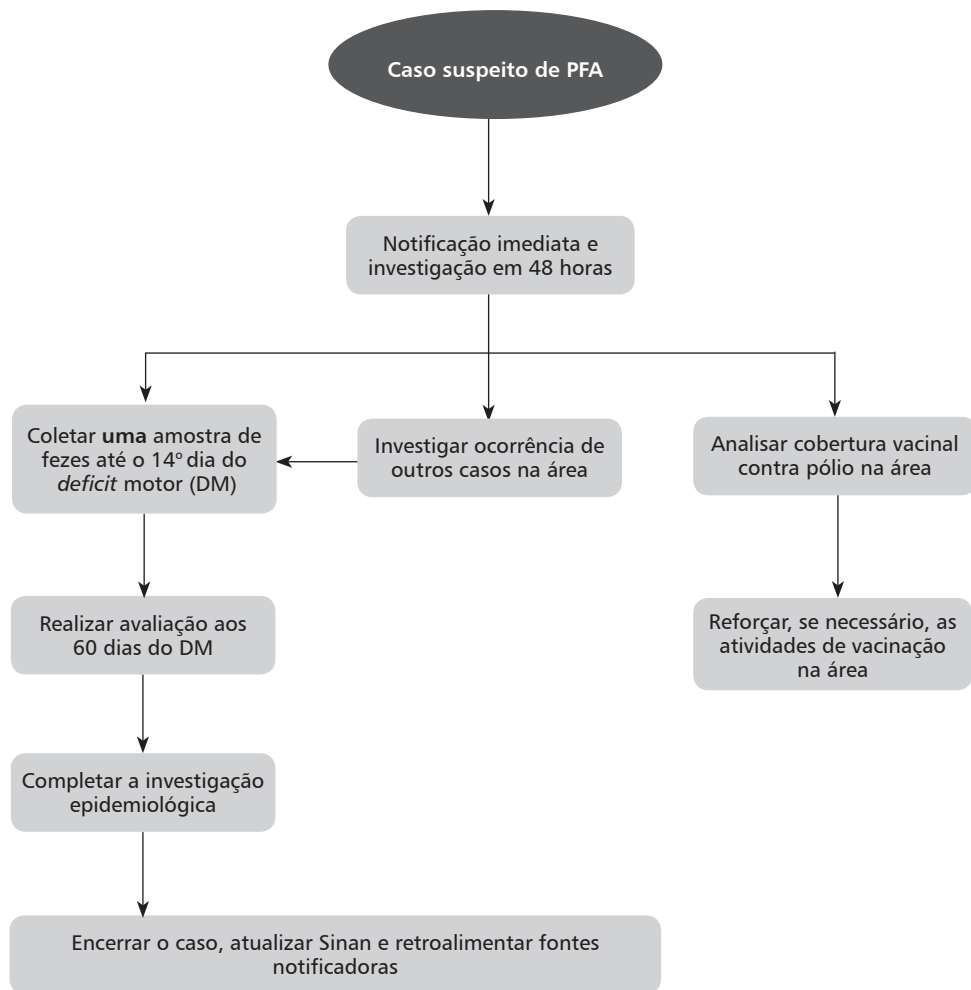 Caso suspeito de PFA
Notificação imediata e
investigação em 48 horas
Coletar uma amostra de
fezes até o 14º dia do
deficit motor (DM)
Investigar ocorrência de
outros casos na área
Analisar cobertura vacinal
contra pólio na área
Realizar avaliação aos
60 dias do DM
Reforçar, se necessário, as
atividades de vacinação
na área
Completar a investigação
epidemiológica
Encerrar o caso, atualizar Sinan e retroalimentar fontes
notificadoras